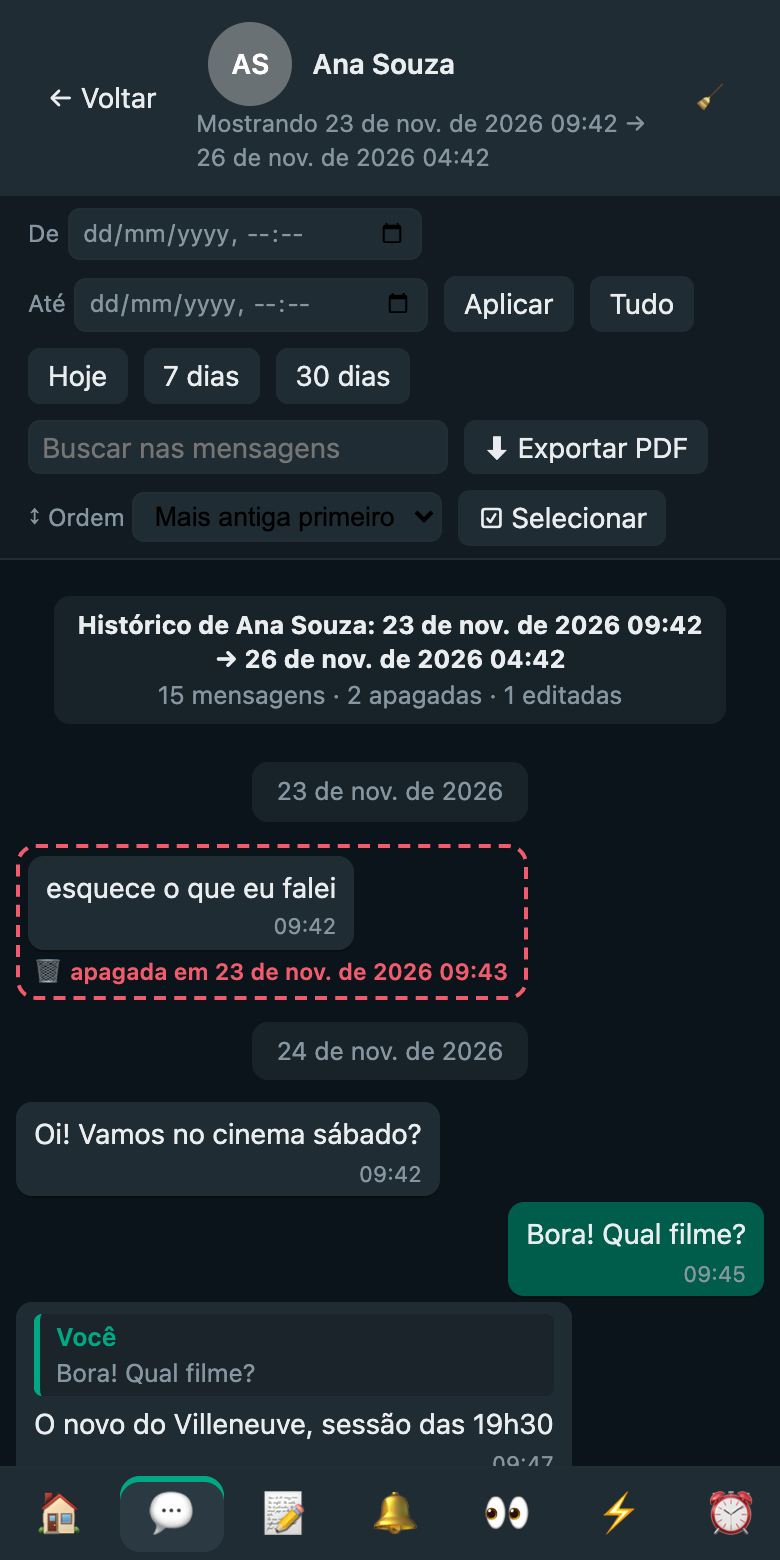 ← Voltar
AS
Ana Souza
Mostrando 23 de nov. de 2026 09:42 →
26 de nov. de 2026 04:42
De dd/mm/yyyy, --:--
Até dd/mm/yyyy, --:-- Aplicar Tudo
Hoje 7 dias 30 dias
Buscar nas mensagens ⬇ Exportar PDF
↕ Ordem Mais antiga primeiro ☑ Selecionar
Histórico de Ana Souza: 23 de nov. de 2026 09:42
→ 26 de nov. de 2026 04:42
15 mensagens · 2 apagadas · 1 editadas
23 de nov. de 2026
esquece o que eu falei
09:42
🗑 apagada em 23 de nov. de 2026 09:43
24 de nov. de 2026
Oi! Vamos no cinema sábado?
09:42
Bora! Qual filme?
09:45
Você
Bora! Qual filme?
O novo do Villeneuve, sessão das 19h30
09:47